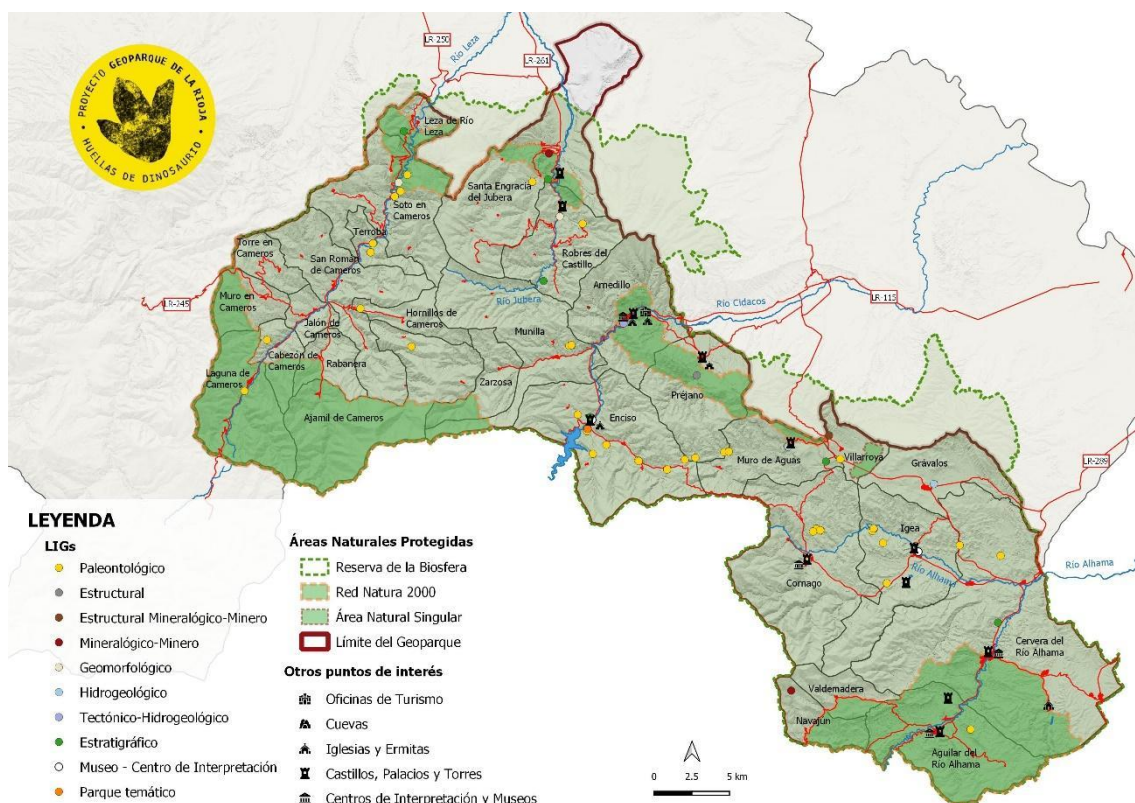 PROYECTO GEOPARQUE DE LA RIOJA
HUELLAS DE DINOSAURIO
LR-250
Río Leza
LR-261
Leza de Río
Leza
Santa Engracia
del Jubera
Soto en
Cameros
Terroba
Torre en
Cameros
San Román
de Cameros
Robres del
Castillo
Río Jubera
Arnedillo
Río Cidacos
LR-115
LR-245
Muro en
Cameros
Hornillos de
Cameros
Jalón de
Cameros
Munilla
Cabezón de
Cameros
Rabanera
Zarzosa
Laguna de
Cameros
Ajamil de Cameros
Préjano
Enciso
Muro de Aguas
Villarroya
Grávalos
LR-289
Igea
Cornago
Río Alhama
Río Alhama
Cervera del
Río Alhama
Valdemadera
Navajún
Aguilar del
Río Alhama
LEYENDA
LIGs
Paleontológico
Estructural
Estructural Mineralógico-Minero
Mineralógico-Minero
Geomorfológico
Hidrogeológico
Tectónico-Hidrogeológico
Estratigráfico
Museo - Centro de Interpretación
Parque temático
Áreas Naturales Protegidas
Reserva de la Biosfera
Red Natura 2000
Área Natural Singular
Límite del Geoparque
Otros puntos de interés
Oficinas de Turismo
Cuevas
Iglesias y Ermitas
Castillos, Palacios y Torres
Centros de Interpretación y Museos
0 2.5 5 km